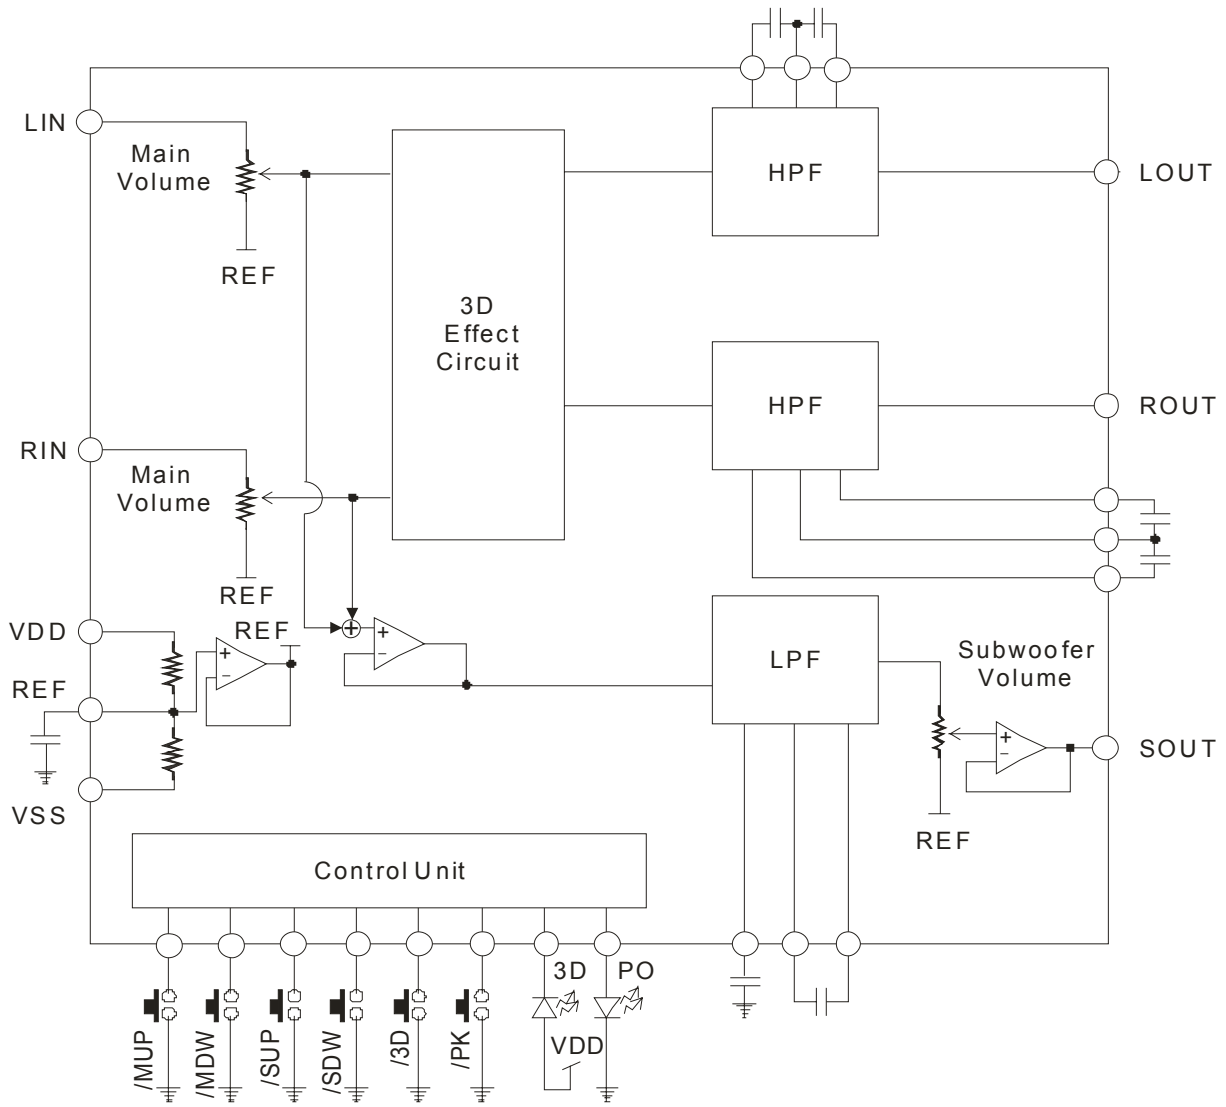 LIN
Main
Volume
REF
3D
Effect
Circuit
HPF
LOUT
HPF
ROUT
RIN
Main
Volume
REF
VDD
REF
REF
VSS
+
+
−
+
−
LPF
Subwoofer
Volume
+
−
SOUT
REF
Control Unit
3D
PO
VDD
/MUP
/MDW
/SUP
/SDW
/3D
/PK